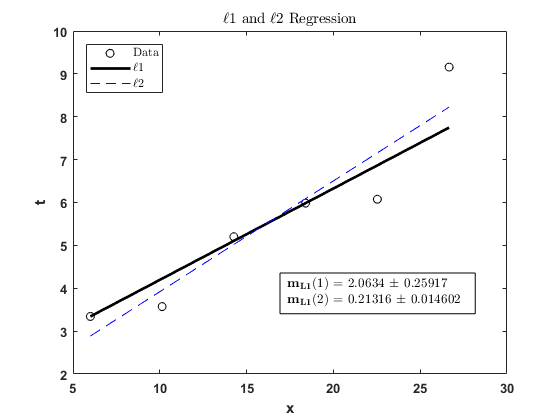 ℓ1 and ℓ2 Regression
10
9
8
7
6
5
4
3
2
t
Data
ℓ1
ℓ2
m_L1(1) = 2.0634 ± 0.25917
m_L1(2) = 0.21316 ± 0.014602
5 10 15 20 25 30
x